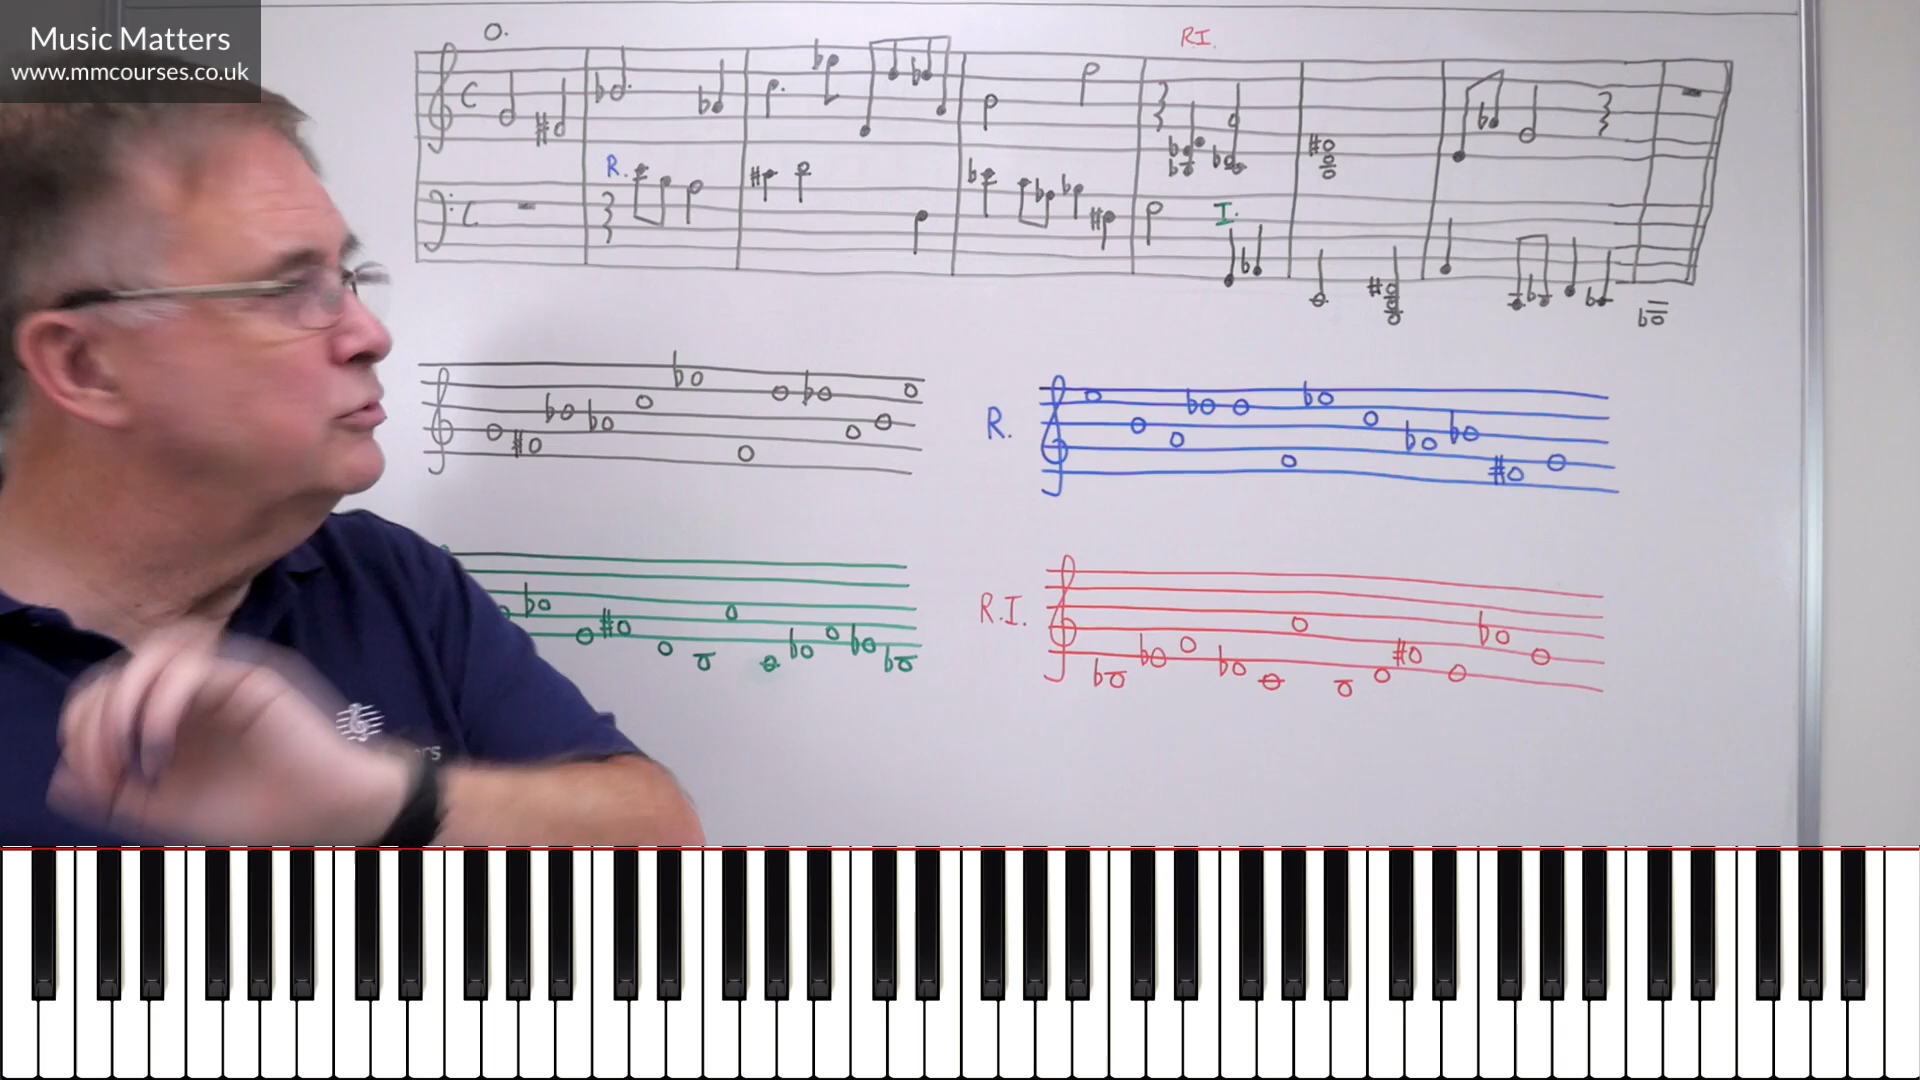 Music Matters
www.mmcourses.co.uk
O.
RI.
C
R.
C
I.
R.
R.I.